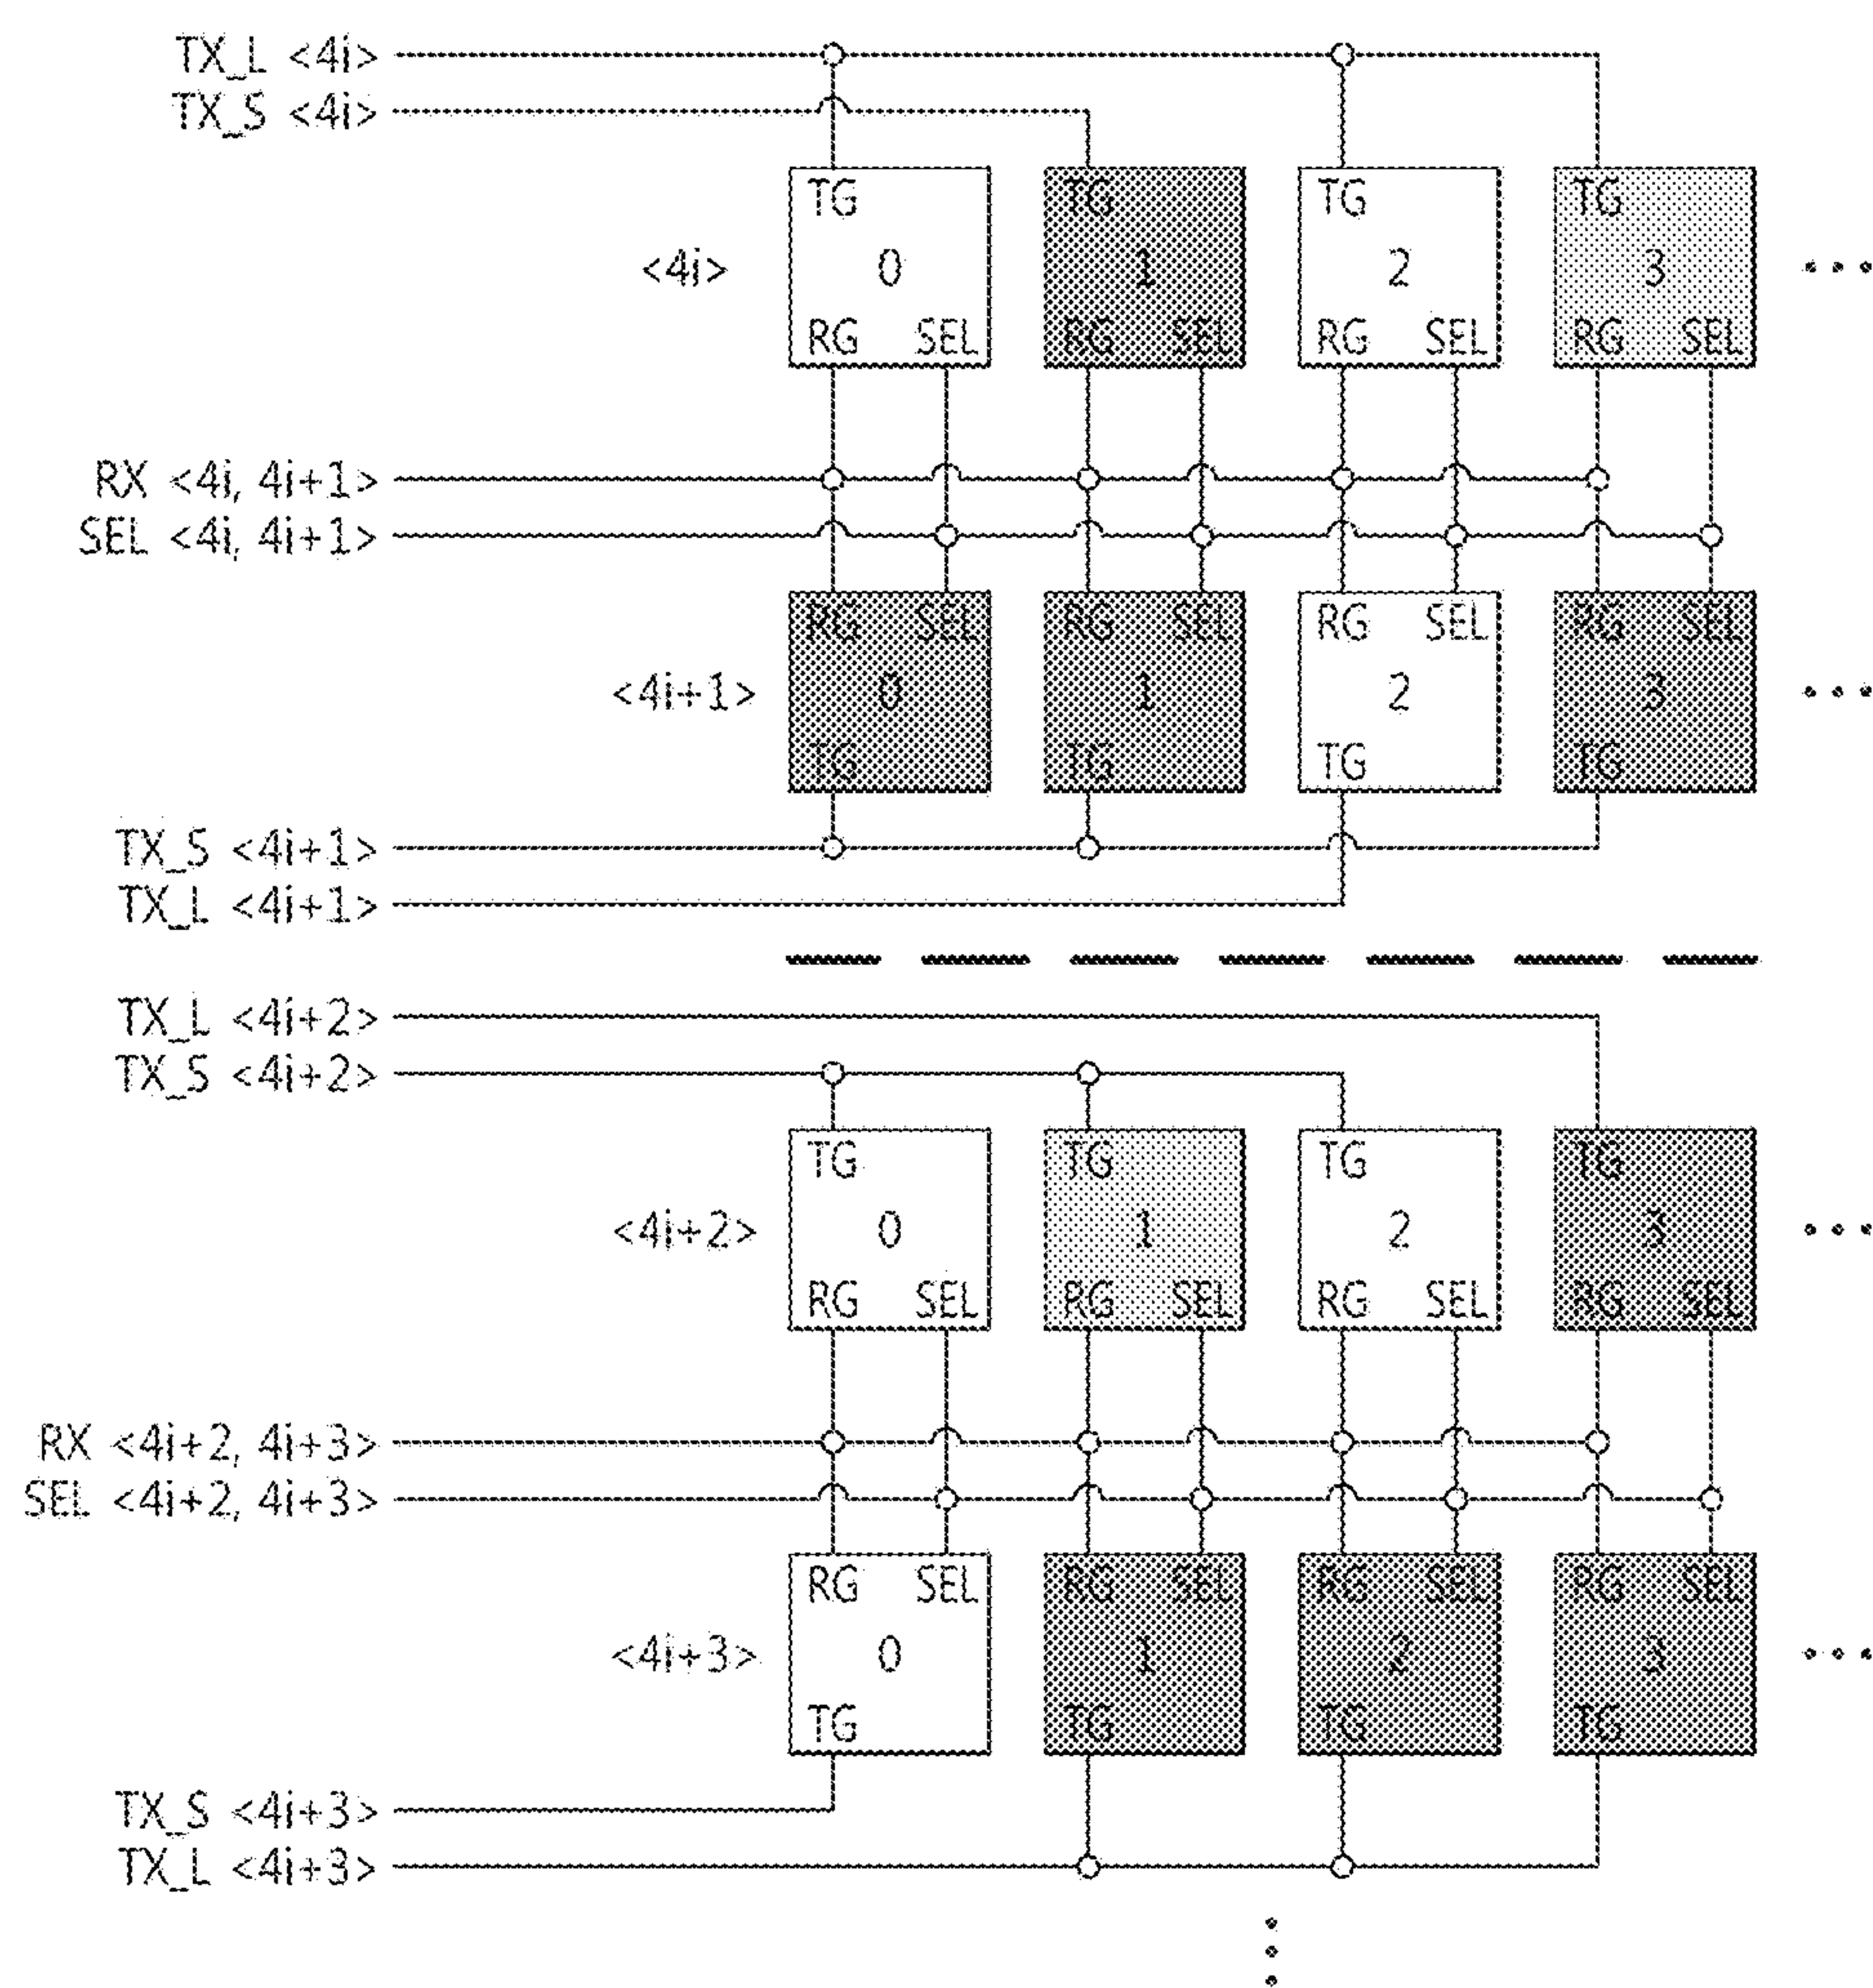 TX_L <4i>
TX_S <4i>
TG TG TG TG
<4i> 0 1 2 3 ...
RG SEL RG SEL RG SEL RG SEL
RX <4i, 4i+1>
SEL <4i, 4i+1>
RG SEL RG SEL RG SEL RG SEL
<4i+1> 0 1 2 3 ...
TG TG TG TG
TX_S <4i+1>
TX_L <4i+1>
TX_L <4i+2>
TX_S <4i+2>
TG TG TG TG
<4i+2> 0 1 2 3 ...
RG SEL RG SEL RG SEL RG SEL
RX <4i+2, 4i+3>
SEL <4i+2, 4i+3>
RG SEL RG SEL RG SEL RG SEL
<4i+3> 0 1 2 3 ...
TG TG TG TG
TX_S <4i+3>
TX_L <4i+3>